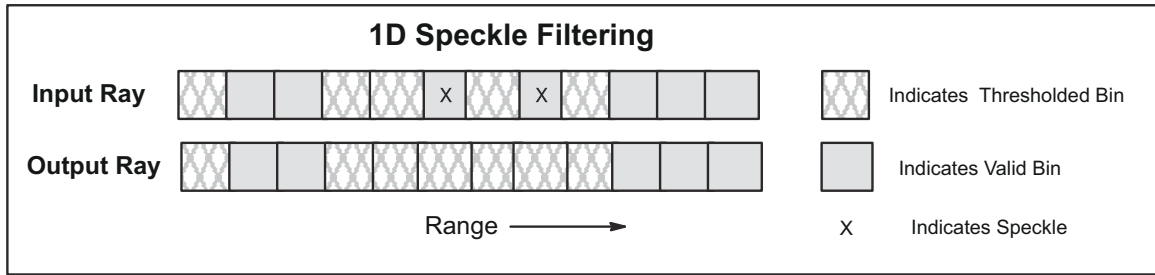 1D Speckle Filtering
Input Ray
X X
Indicates Thresholded Bin
Output Ray
Indicates Valid Bin
Range
X
Indicates Speckle